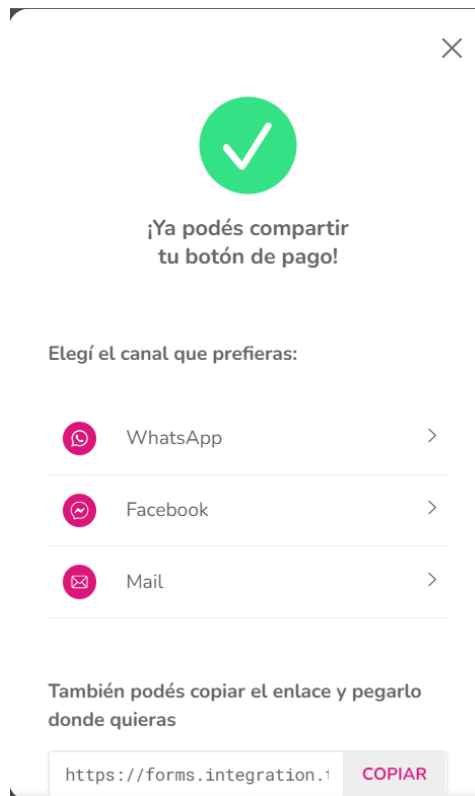 ¡Ya podés compartir
tu botón de pago!
Elegí el canal que prefieras:
WhatsApp
Facebook
Mail
También podés copiar el enlace y pegarlo
donde quieras
https://forms.integration.t COPIAR